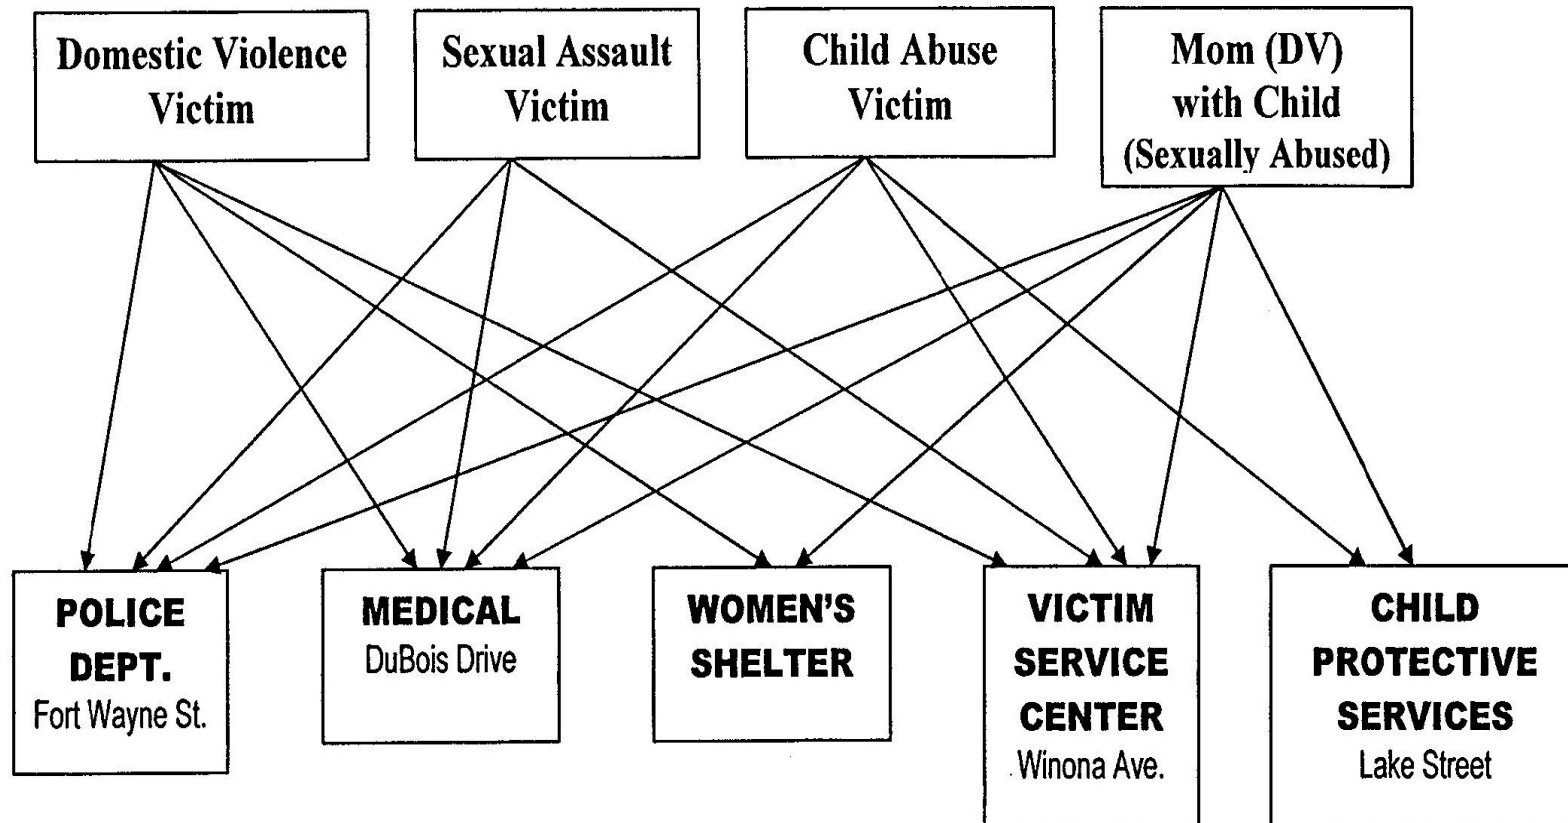 Domestic Violence
Victim
Sexual Assault
Victim
Child Abuse
Victim
Mom (DV)
with Child
(Sexually Abused)
POLICE
DEPT.
Fort Wayne St.
MEDICAL
DuBois Drive
WOMEN'S
SHELTER
VICTIM
SERVICE
CENTER
Winona Ave.
CHILD
PROTECTIVE
SERVICES
Lake Street